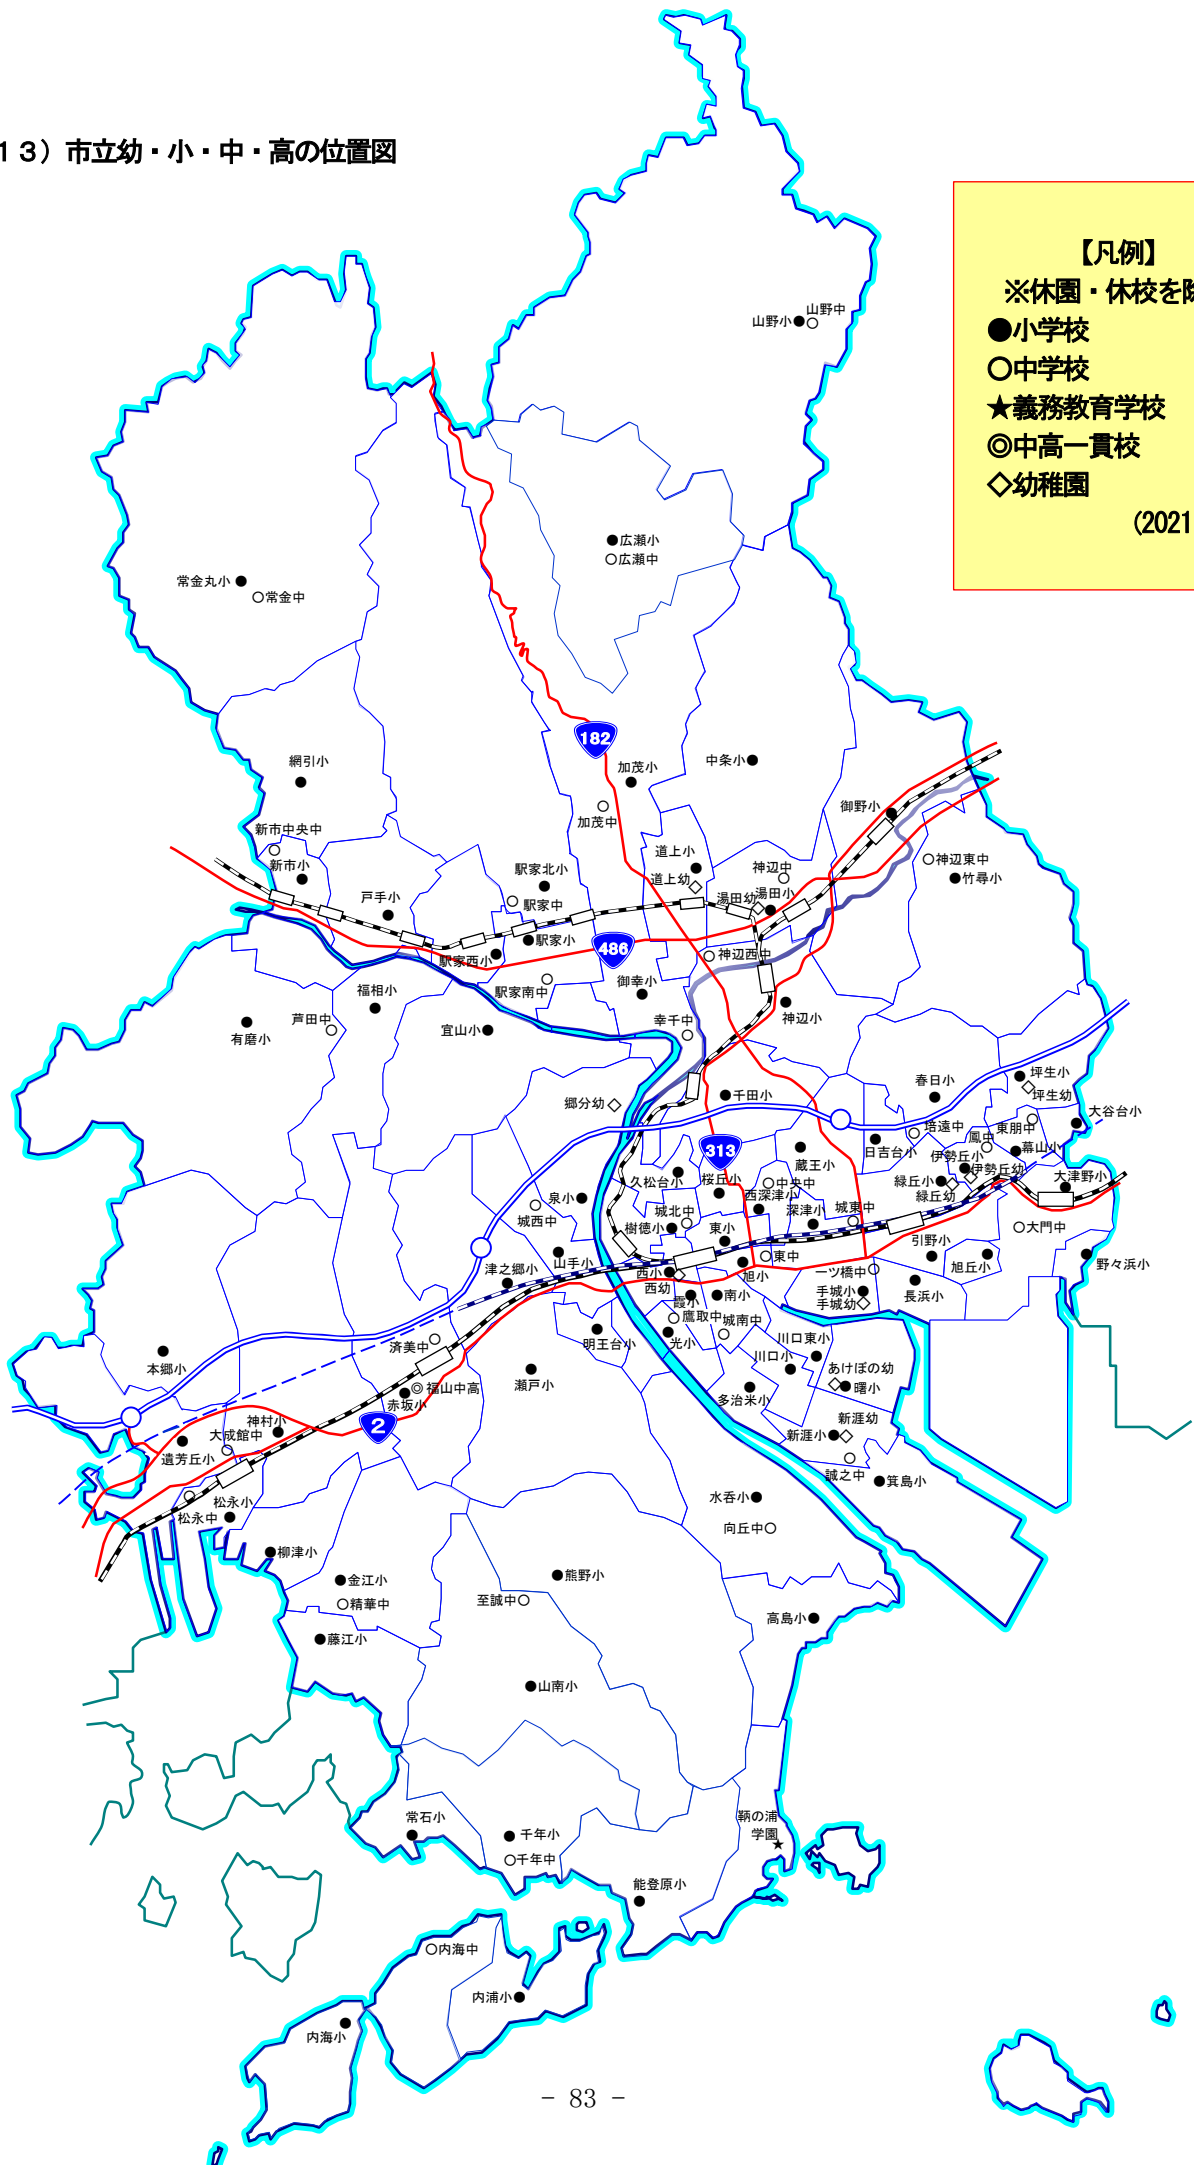 13）市立幼・小・中・高の位置図
【凡例】
※休園・休校を除
●小学校
○中学校
★義務教育学校
◎中高一貫校
◇幼稚園
(2021
山野中
山野小
広瀬小
広瀬中
常金丸小
常金中
182
網引小
加茂小
中条小
加茂中
御野小
新市中央中
新市小
道上小
道上幼
神辺中
神辺東中
竹尋小
駅家北小
湯田幼
湯田小
戸手小
駅家中
駅家小
486
駅家西小
神辺西中
駅家南中
御幸小
福相小
神辺小
芦田中
有磨小
宜山小
幸千中
坪生小
春日小
坪生幼
千田小
郷分幼
大谷台小
培遠中
東朋中
鳳中
幕山小
日吉台小
313
蔵王小
伊勢丘小
伊勢丘幼
久松台小
桜丘小
中央中
緑丘小
緑丘幼
大津野小
泉小
西深津小
城西中
城北中
深津小
城東中
樹徳小
大門中
東小
引野小
東中
山手小
旭丘小
野々浜小
津之郷小
西小
西幼
旭小
一ツ橋中
長浜小
手城小
手城幼
霞小
南小
鷹取中
城南中
明王台小
光小
済美中
川口東小
本郷小
川口小
瀬戸小
あけぼの幼
曙小
福山中高
赤坂小
多治米小
新涯幼
神村小
2
大成館中
新涯小
遺芳丘小
誠之中
箕島小
松永小
松永中
水呑小
向丘中
柳津小
金江小
熊野小
精華中
至誠中
高島小
藤江小
山南小
鞆の浦
学園
常石小
千年小
千年中
能登原小
内海中
内浦小
内海小
- 83 -